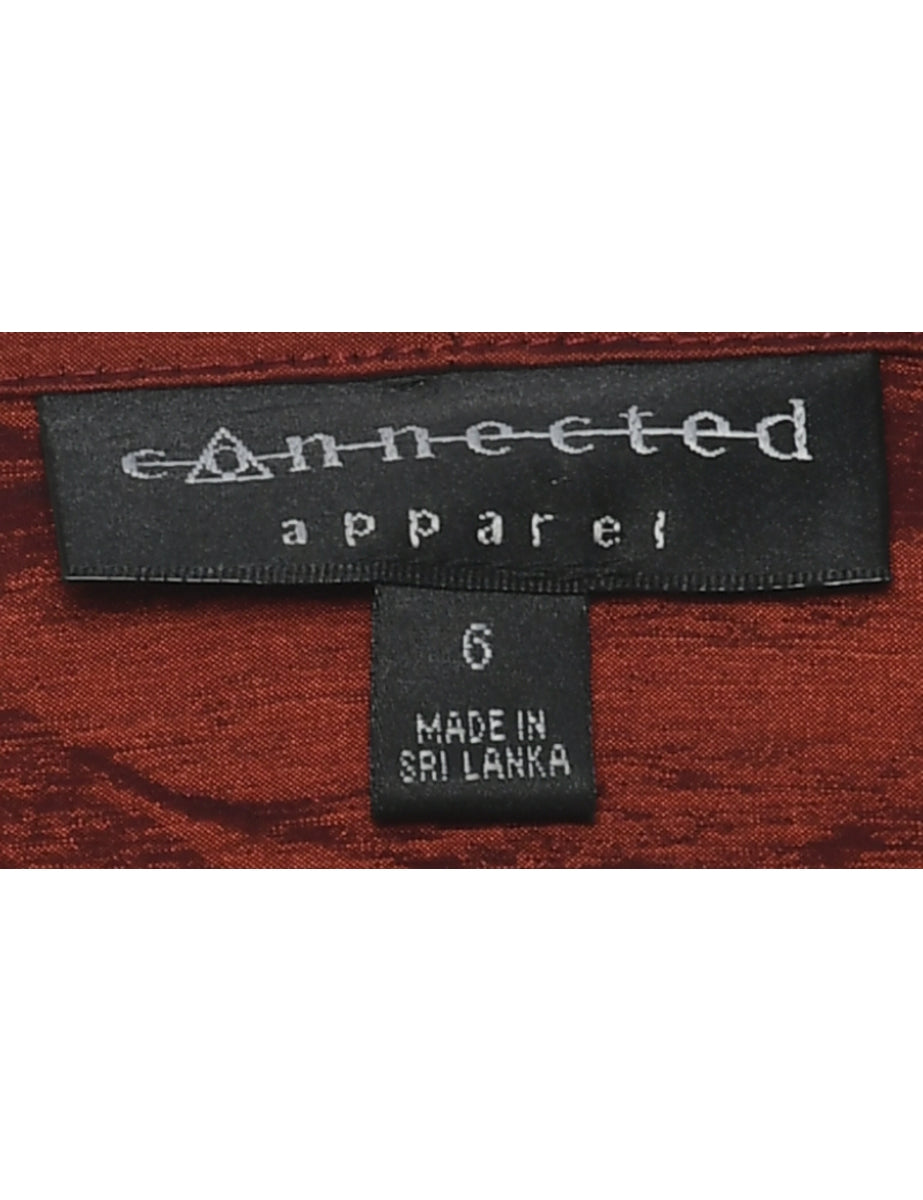 connected
apparel
6
MADE IN
SRI LANKA